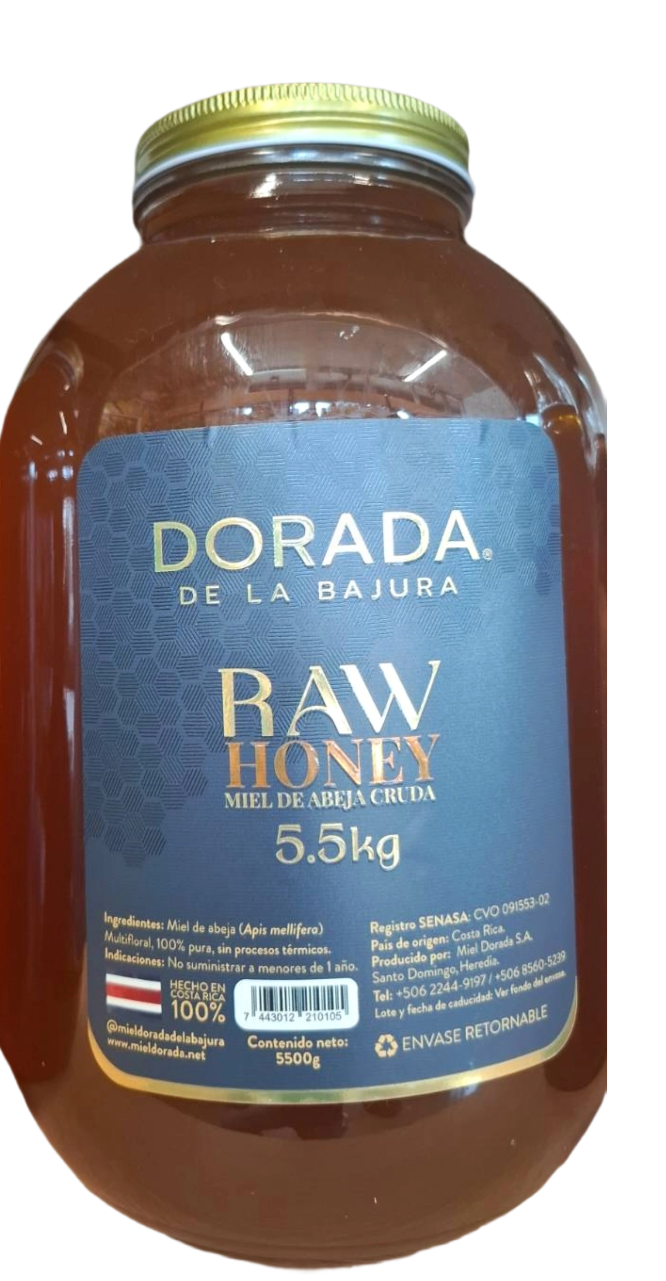 DORADA®
DE LA BAJURA
RAW
HONEY
MIEL DE ABEJA CRUDA
5.5kg
Ingredientes: Miel de abeja (Apis mellifera)
Multifloral, 100% pura, sin procesos térmicos.
Indicaciones: No suministrar a menores de 1 año.
HECHO EN
COSTA RICA
100%
@mieldoradadelabajura
www.mieldorada.net
7 443012 210105
Contenido neto:
5500g
Registro SENASA: CVO 091553-02
País de origen: Costa Rica.
Producido por: Miel Dorada S.A.
Santo Domingo, Heredia.
Tel: +506 2244-9197 / +506 8560-5239
Lote y fecha de caducidad: Ver fondo del envase.
ENVASE RETORNABLE